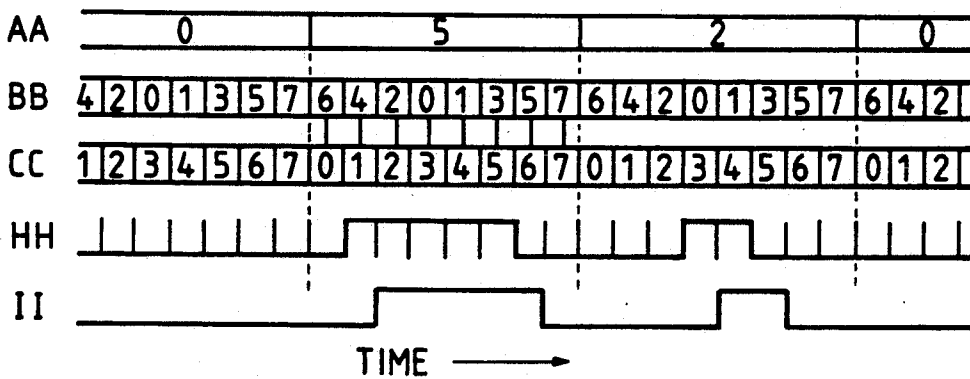 AA 0 5 2 0
BB 4 2 0 1 3 5 7 6 4 2 0 1 3 5 7 6 4 2 0 1 3 5 7 6 4 2
CC 1 2 3 4 5 6 7 0 1 2 3 4 5 6 7 0 1 2 3 4 5 6 7 0 1 2
HH
II
TIME